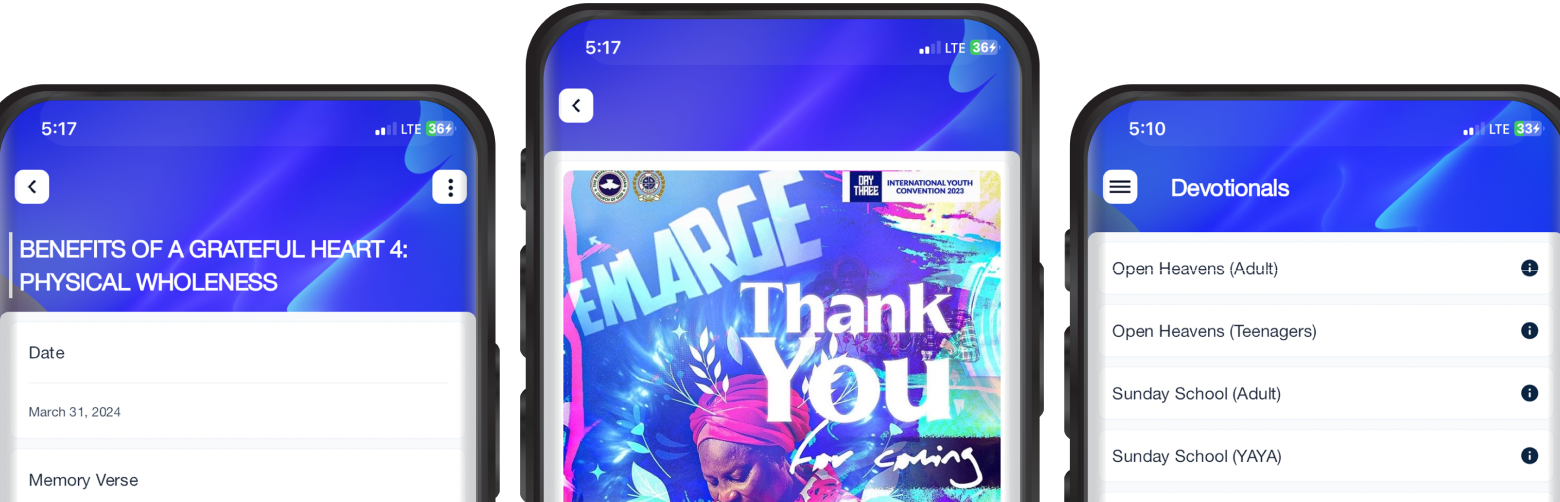 5:17
LTE 36
BENEFITS OF A GRATEFUL HEART 4:
PHYSICAL WHOLENESS
Date
March 31, 2024
Memory Verse
5:17
LTE 36
DAY
THREE
INTERNATIONAL YOUTH
CONVENTION 2023
ENLARGE
Thank
You
for coming
5:10
LTE 33
Devotionals
Open Heavens (Adult)
Open Heavens (Teenagers)
Sunday School (Adult)
Sunday School (YAYA)